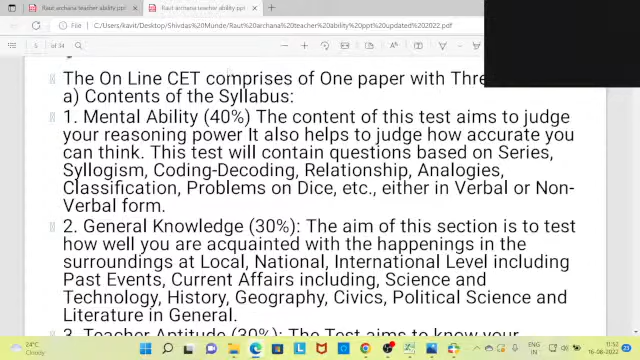 Raut archana teacher ability ppt
Raut archana teacher ability ppt
File
C:/Users/kavit/Desktop/Shivdas%20Munde/Raut%20archana%20teacher%20ability%20ppt%20updated%202022.pdf
5 of 34
The On Line CET comprises of One paper with Thre
a) Contents of the Syllabus:
1. Mental Ability (40%) The content of this test aims to judge
your reasoning power It also helps to judge how accurate you
can think. This test will contain questions based on Series,
Syllogism, Coding-Decoding, Relationship, Analogies,
Classification, Problems on Dice, etc., either in Verbal or Non-
Verbal form.
2. General Knowledge (30%): The aim of this section is to test
how well you are acquainted with the happenings in the
surroundings at Local, National, International Level including
Past Events, Current Affairs including, Science and
Technology, History, Geography, Civics, Political Science and
Literature in General.
3. Teacher Aptitude (30%): The Test aims to know your
24°C
Cloudy
ENG
IN
11:52
16-08-2022